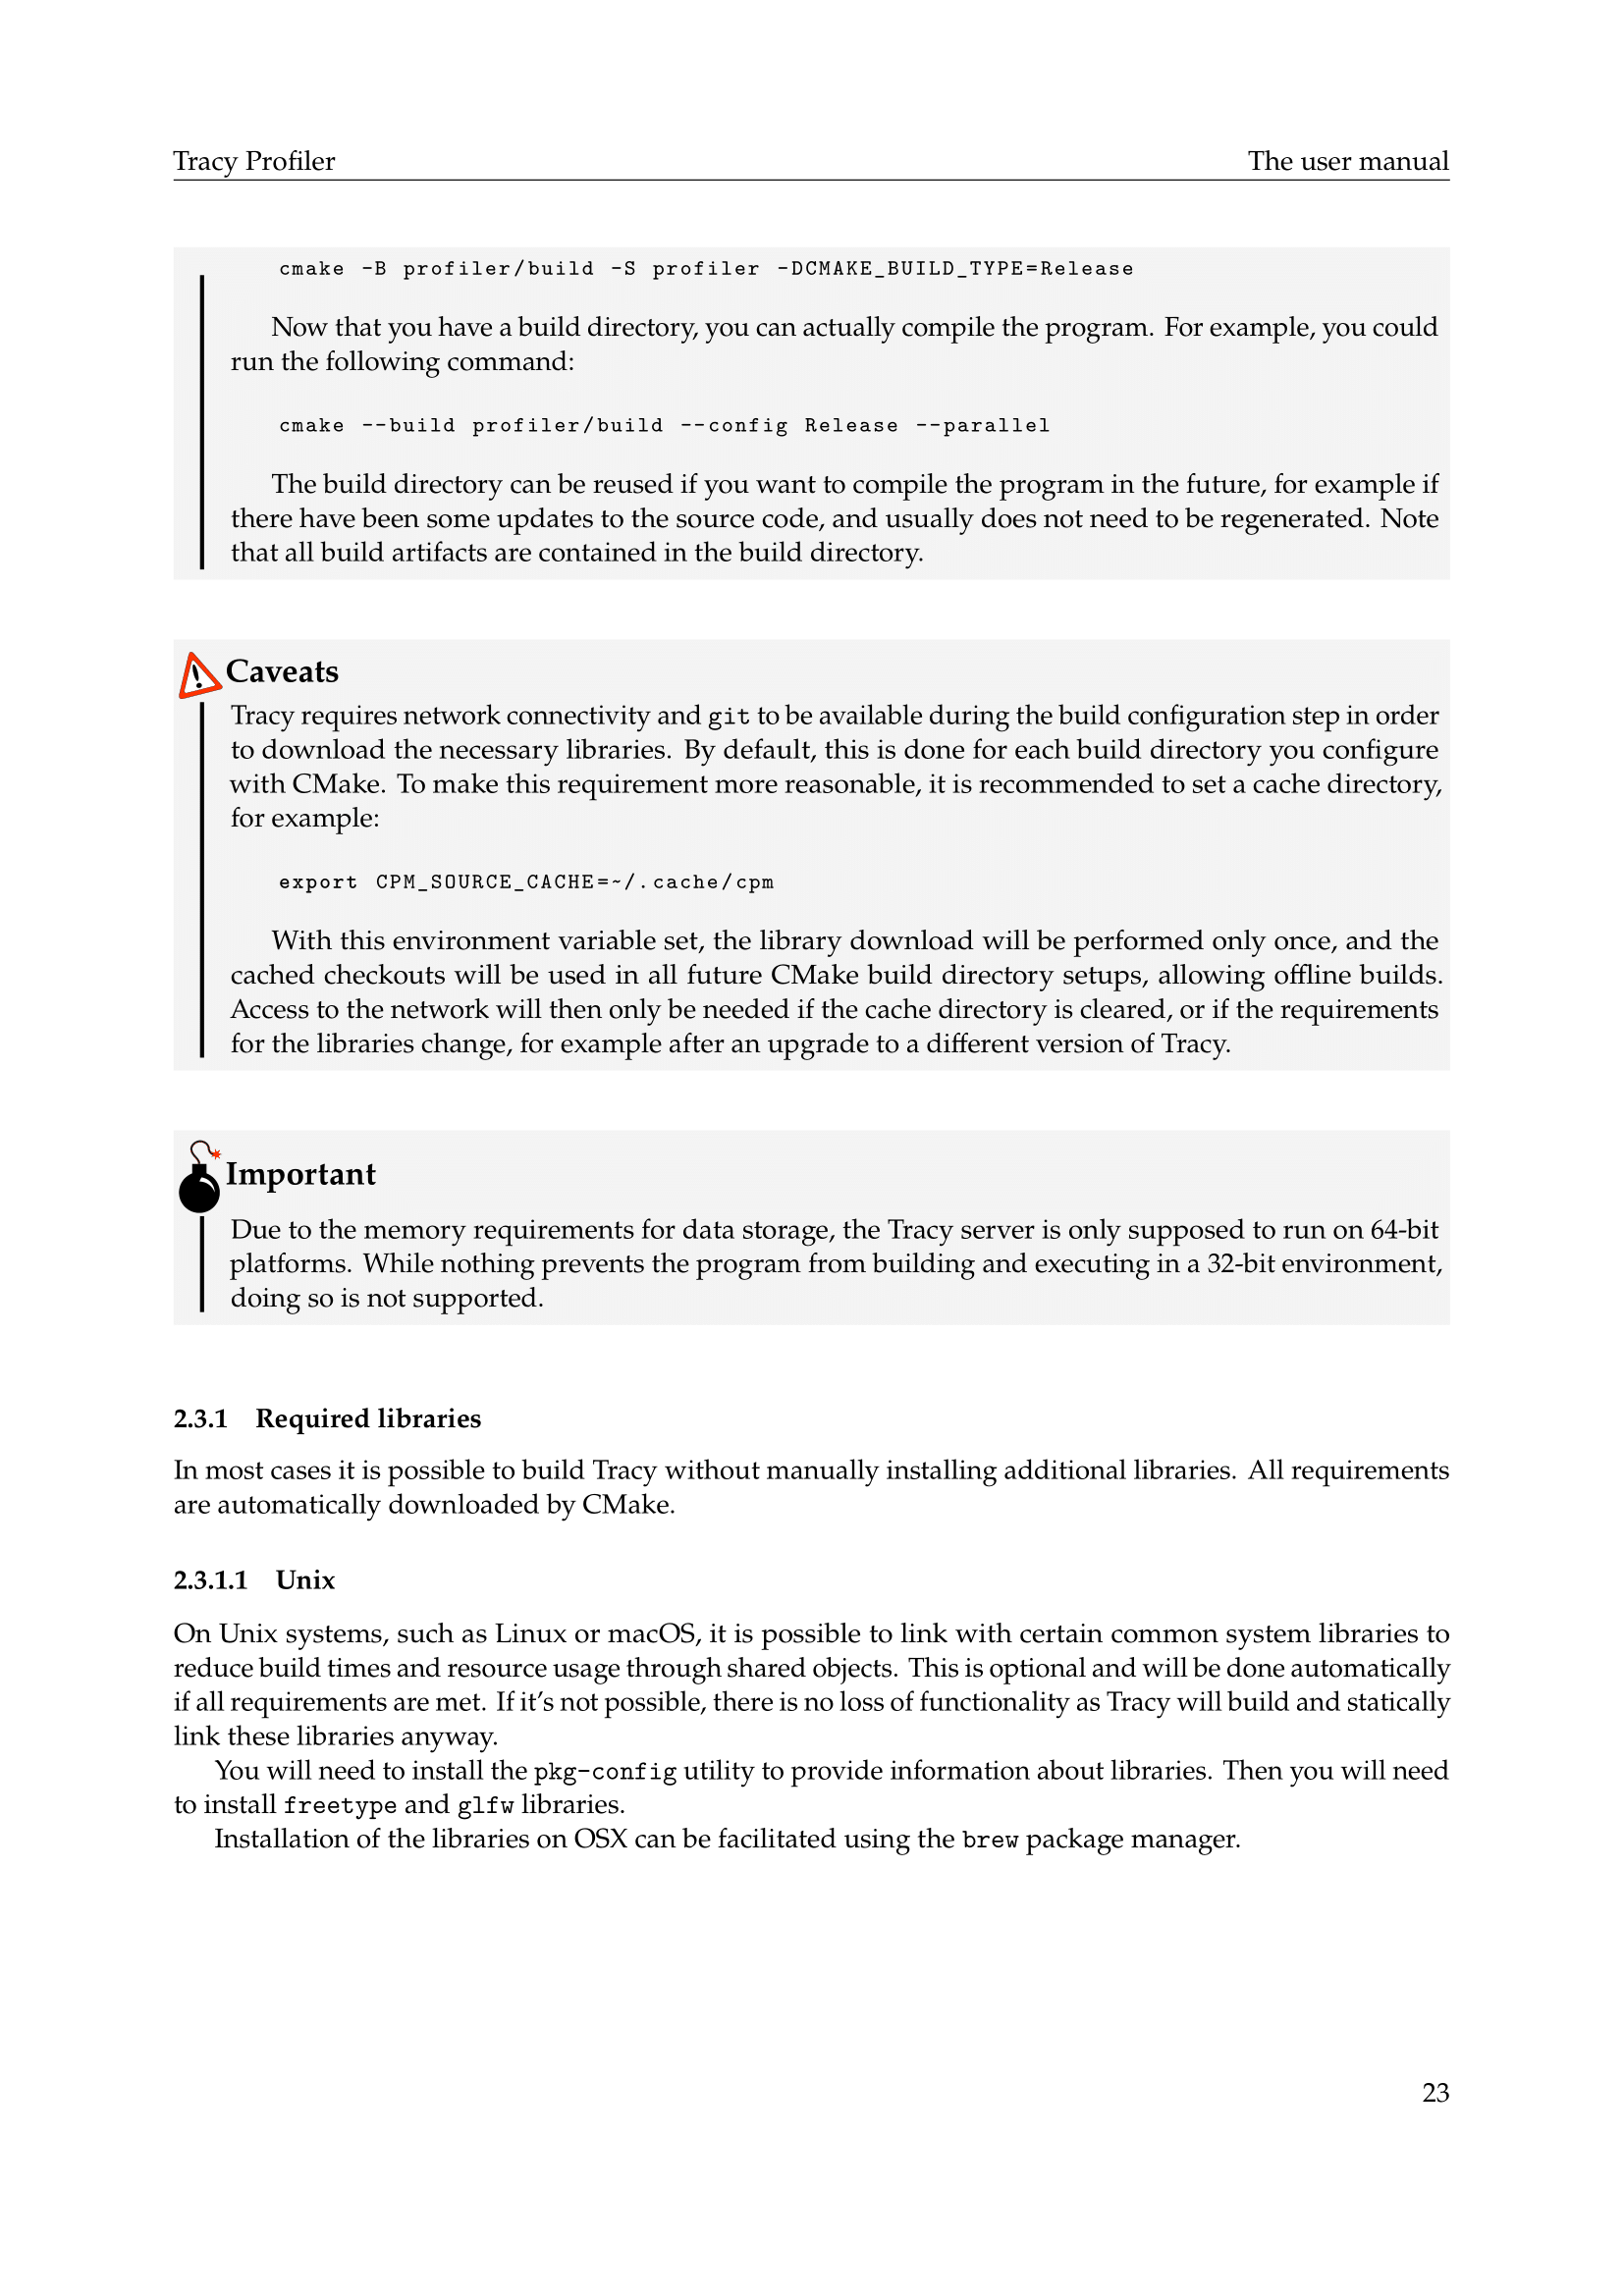 Tracy Profiler The user manual
cmake -B profiler/build -S profiler -DCMAKE_BUILD_TYPE=Release
Now that you have a build directory, you can actually compile the program. For example, you could
run the following command:
cmake --build profiler/build --config Release --parallel
The build directory can be reused if you want to compile the program in the future, for example if
there have been some updates to the source code, and usually does not need to be regenerated. Note
that all build artifacts are contained in the build directory.
Caveats
Tracy requires network connectivity and git to be available during the build configuration step in order
to download the necessary libraries. By default, this is done for each build directory you configure
with CMake. To make this requirement more reasonable, it is recommended to set a cache directory,
for example:
export CPM_SOURCE_CACHE=~/.cache/cpm
With this environment variable set, the library download will be performed only once, and the
cached checkouts will be used in all future CMake build directory setups, allowing offline builds.
Access to the network will then only be needed if the cache directory is cleared, or if the requirements
for the libraries change, for example after an upgrade to a different version of Tracy.
Important
Due to the memory requirements for data storage, the Tracy server is only supposed to run on 64-bit
platforms. While nothing prevents the program from building and executing in a 32-bit environment,
doing so is not supported.
2.3.1 Required libraries
In most cases it is possible to build Tracy without manually installing additional libraries. All requirements
are automatically downloaded by CMake.
2.3.1.1 Unix
On Unix systems, such as Linux or macOS, it is possible to link with certain common system libraries to
reduce build times and resource usage through shared objects. This is optional and will be done automatically
if all requirements are met. If it's not possible, there is no loss of functionality as Tracy will build and statically
link these libraries anyway.
You will need to install the pkg-config utility to provide information about libraries. Then you will need
to install freetype and glfw libraries.
Installation of the libraries on OSX can be facilitated using the brew package manager.
23